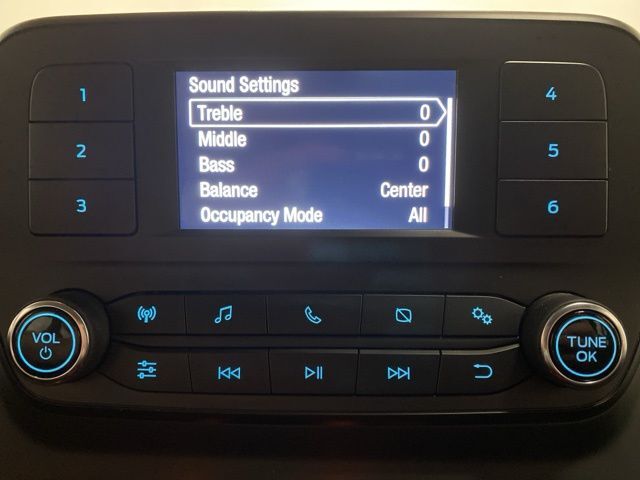 Sound Settings
Treble 0
Middle 0
Bass 0
Balance Center
Occupancy Mode All
1
2
3
4
5
6
VOL
TUNE
OK